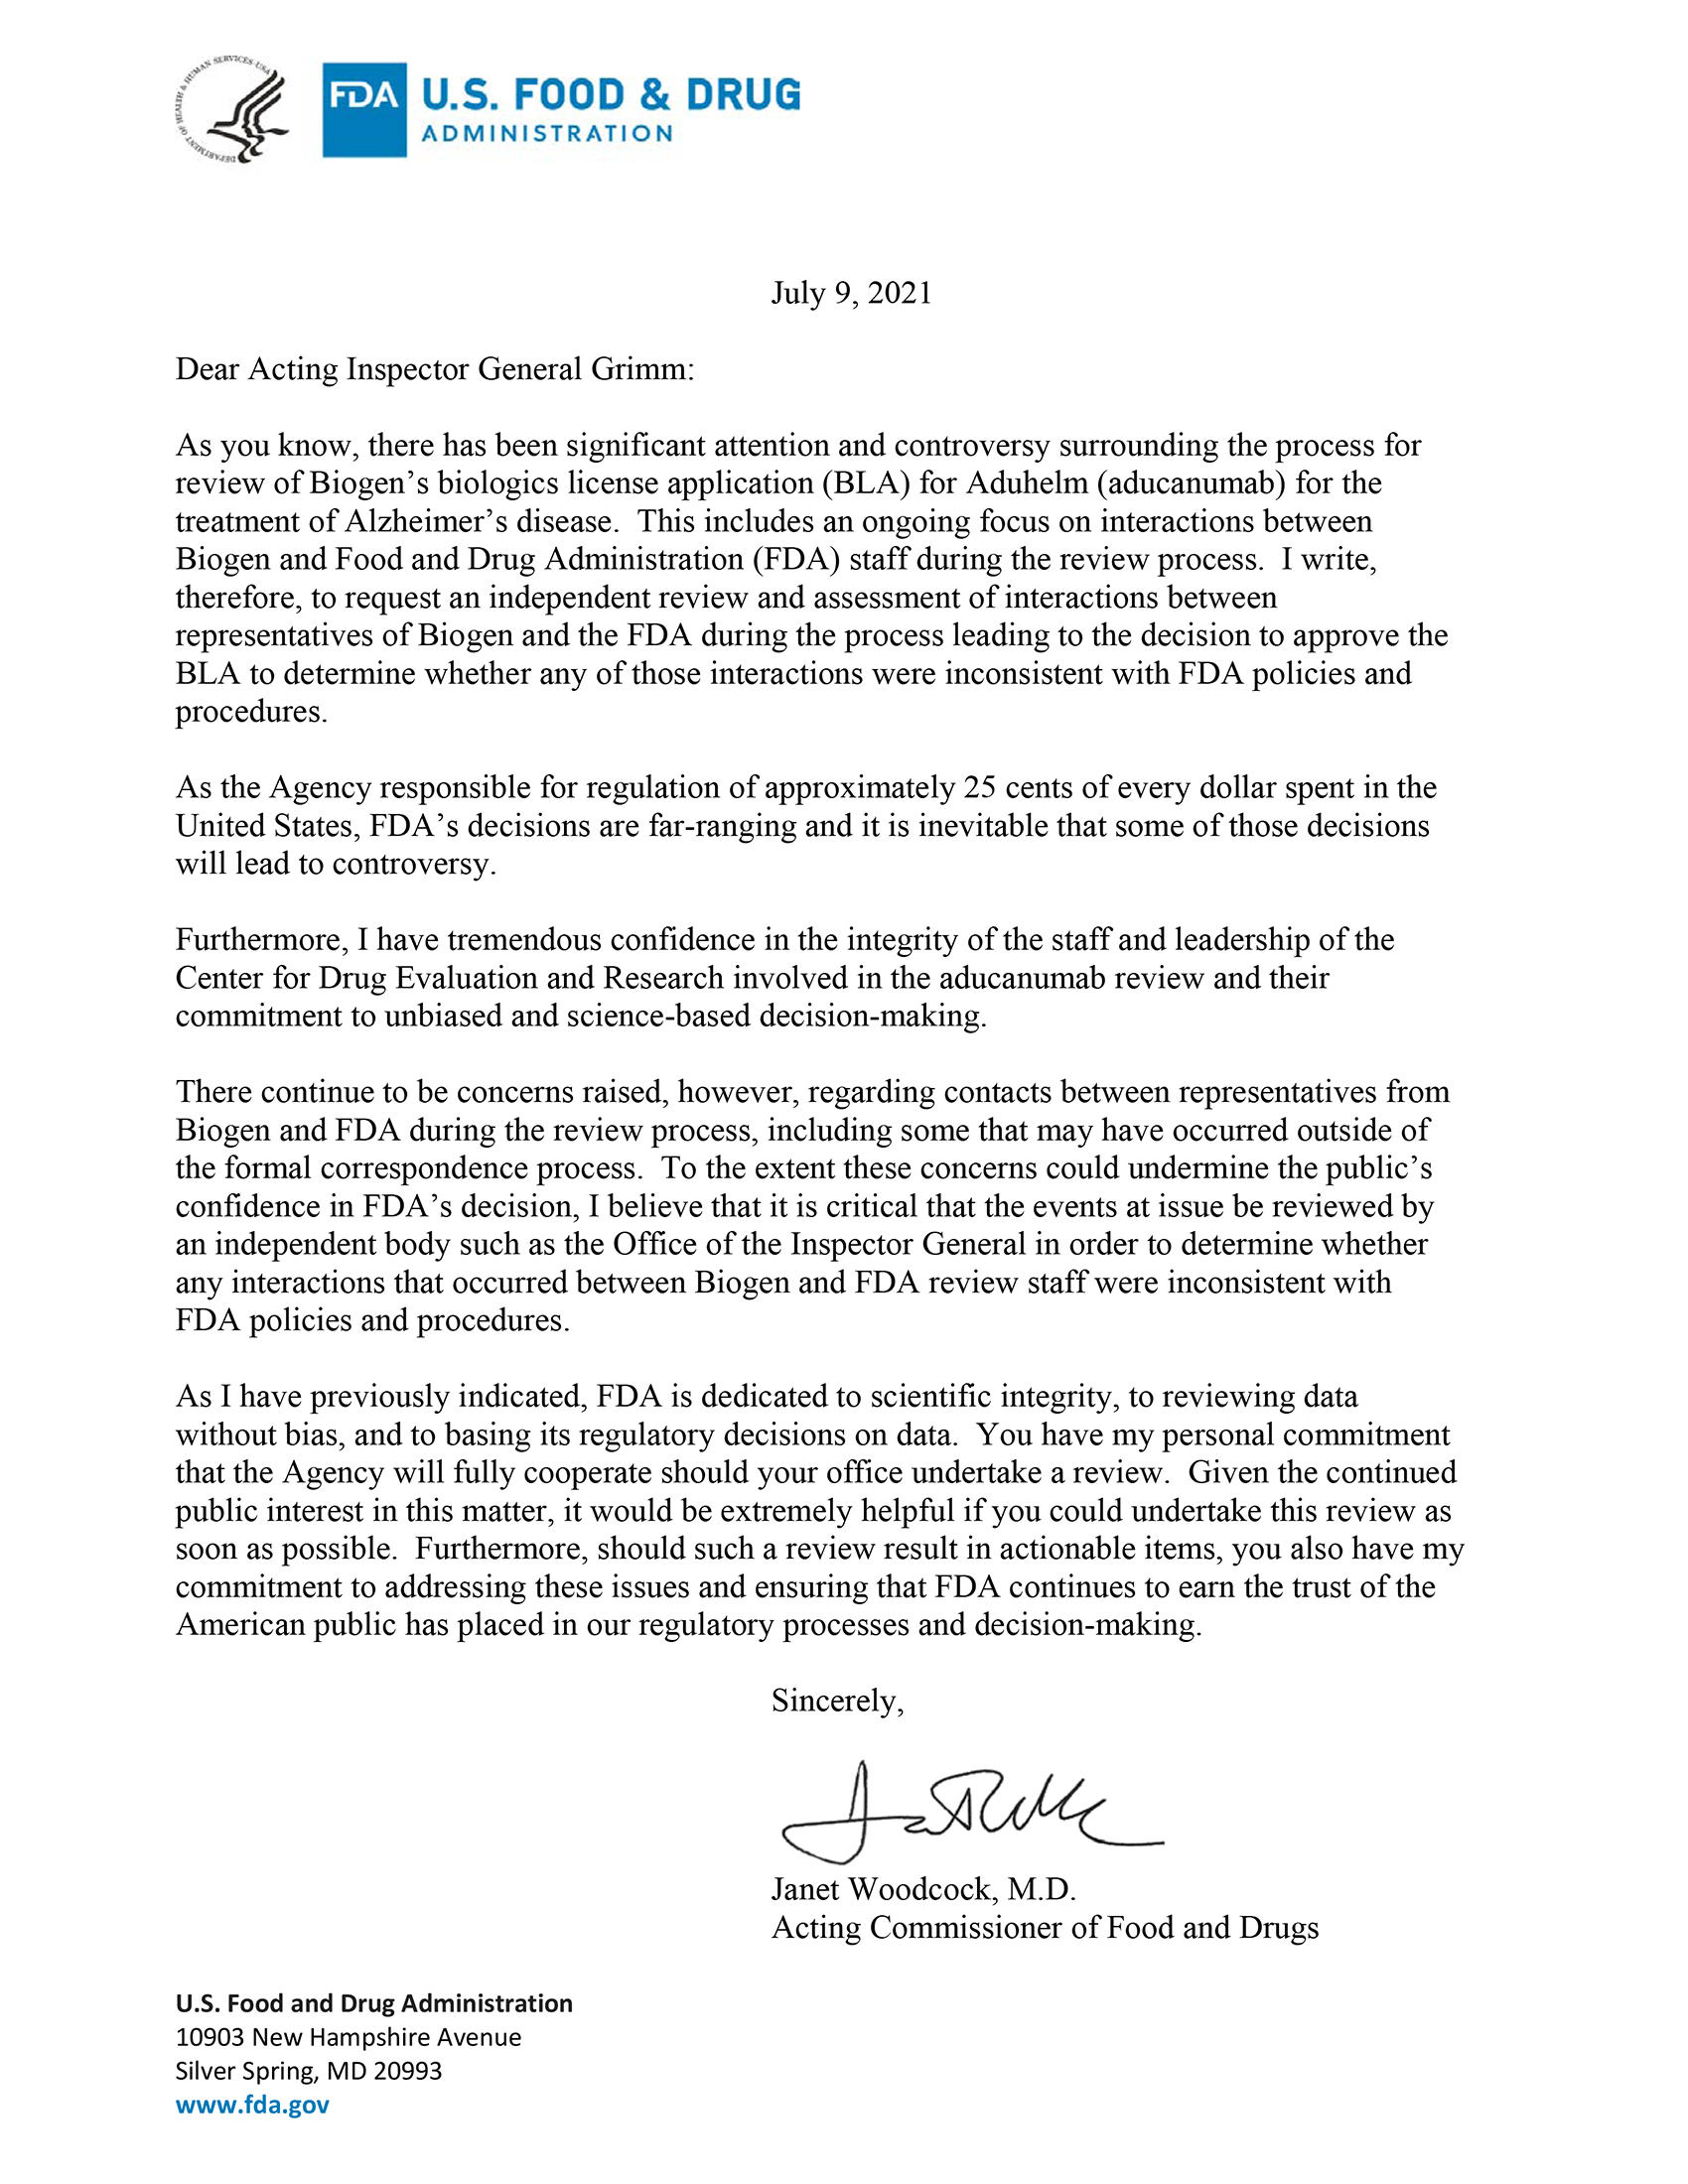 DEPARTMENT OF HEALTH & HUMAN SERVICES·USA
FDA
U.S. FOOD & DRUG
ADMINISTRATION
July 9, 2021
Dear Acting Inspector General Grimm:
As you know, there has been significant attention and controversy surrounding the process for
review of Biogen’s biologics license application (BLA) for Aduhelm (aducanumab) for the
treatment of Alzheimer’s disease.  This includes an ongoing focus on interactions between
Biogen and Food and Drug Administration (FDA) staff during the review process.  I write,
therefore, to request an independent review and assessment of interactions between
representatives of Biogen and the FDA during the process leading to the decision to approve the
BLA to determine whether any of those interactions were inconsistent with FDA policies and
procedures.
As the Agency responsible for regulation of approximately 25 cents of every dollar spent in the
United States, FDA’s decisions are far-ranging and it is inevitable that some of those decisions
will lead to controversy.
Furthermore, I have tremendous confidence in the integrity of the staff and leadership of the
Center for Drug Evaluation and Research involved in the aducanumab review and their
commitment to unbiased and science-based decision-making.
There continue to be concerns raised, however, regarding contacts between representatives from
Biogen and FDA during the review process, including some that may have occurred outside of
the formal correspondence process.  To the extent these concerns could undermine the public’s
confidence in FDA’s decision, I believe that it is critical that the events at issue be reviewed by
an independent body such as the Office of the Inspector General in order to determine whether
any interactions that occurred between Biogen and FDA review staff were inconsistent with
FDA policies and procedures.
As I have previously indicated, FDA is dedicated to scientific integrity, to reviewing data
without bias, and to basing its regulatory decisions on data.  You have my personal commitment
that the Agency will fully cooperate should your office undertake a review.  Given the continued
public interest in this matter, it would be extremely helpful if you could undertake this review as
soon as possible.  Furthermore, should such a review result in actionable items, you also have my
commitment to addressing these issues and ensuring that FDA continues to earn the trust of the
American public has placed in our regulatory processes and decision-making.
Sincerely,
Janet Woodcock, M.D.
Acting Commissioner of Food and Drugs
U.S. Food and Drug Administration
10903 New Hampshire Avenue
Silver Spring, MD 20993
www.fda.gov